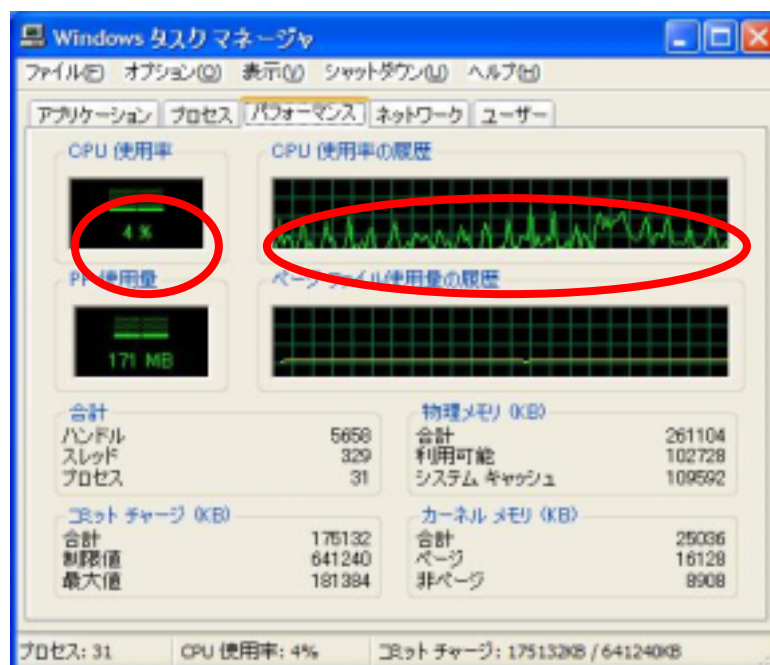 Windows タスク マネージャ
ファイル(F) オプション(O) 表示(V) シャットダウン(U) ヘルプ(H)
アプリケーション プロセス パフォーマンス ネットワーク ユーザー
CPU 使用率 CPU 使用率の履歴
4 %
PF 使用量 ページ ファイル使用量の履歴
171 MB
合計 物理メモリ (KB)
ハンドル 5658 合計 261104
スレッド 329 利用可能 102728
プロセス 31 システム キャッシュ 109592
コミット チャージ (KB) カーネル メモリ (KB)
合計 175132 合計 25036
制限値 641240 ページ 16128
最大値 181384 非ページ 8908
プロセス: 31 CPU 使用率: 4% コミット チャージ: 175132KB / 641240KB